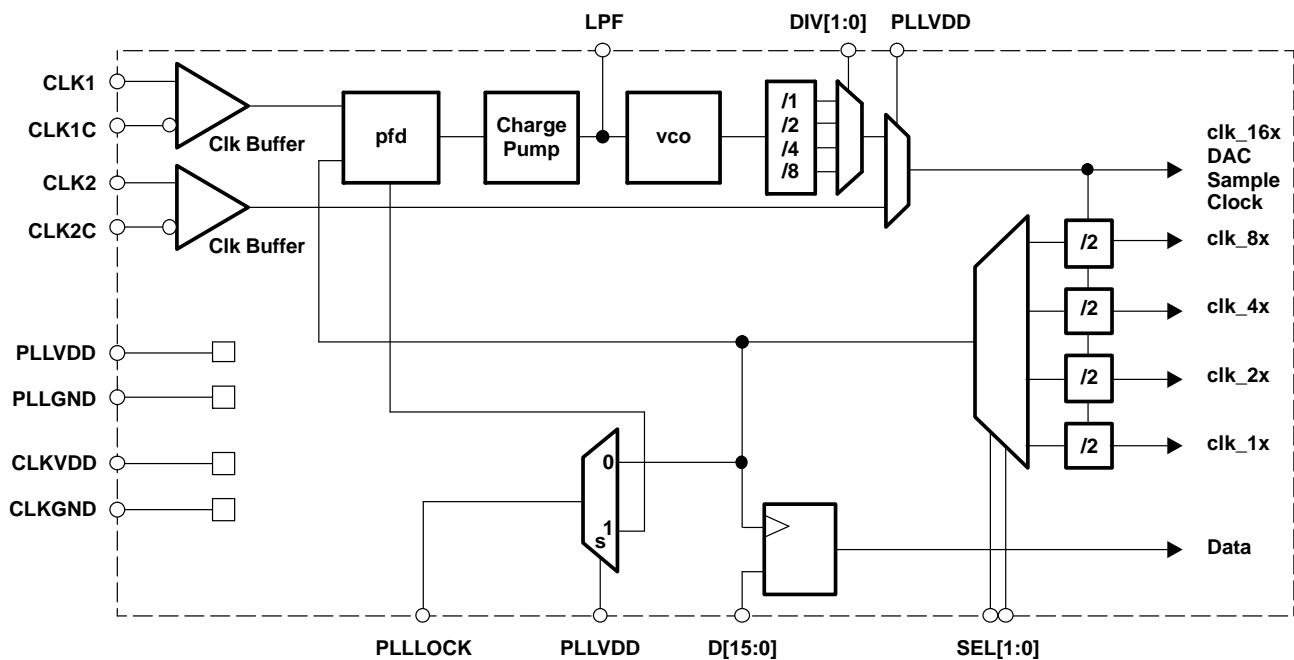 LPF
DIV[1:0]
PLLVDD
CLK1
CLK1C
Clk Buffer
CLK2
CLK2C
Clk Buffer
pfd
Charge
Pump
vco
/1
/2
/4
/8
clk_16x
DAC
Sample
Clock
/2
clk_8x
/2
clk_4x
/2
clk_2x
/2
clk_1x
PLLVDD
PLLGND
CLKVDD
CLKGND
0
1
s
Data
PLLLOCK
PLLVDD
D[15:0]
SEL[1:0]